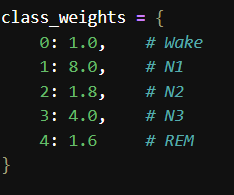 class_weights = {
    0: 1.0,    # Wake
    1: 8.0,    # N1
    2: 1.8,    # N2
    3: 4.0,    # N3
    4: 1.6     # REM
}